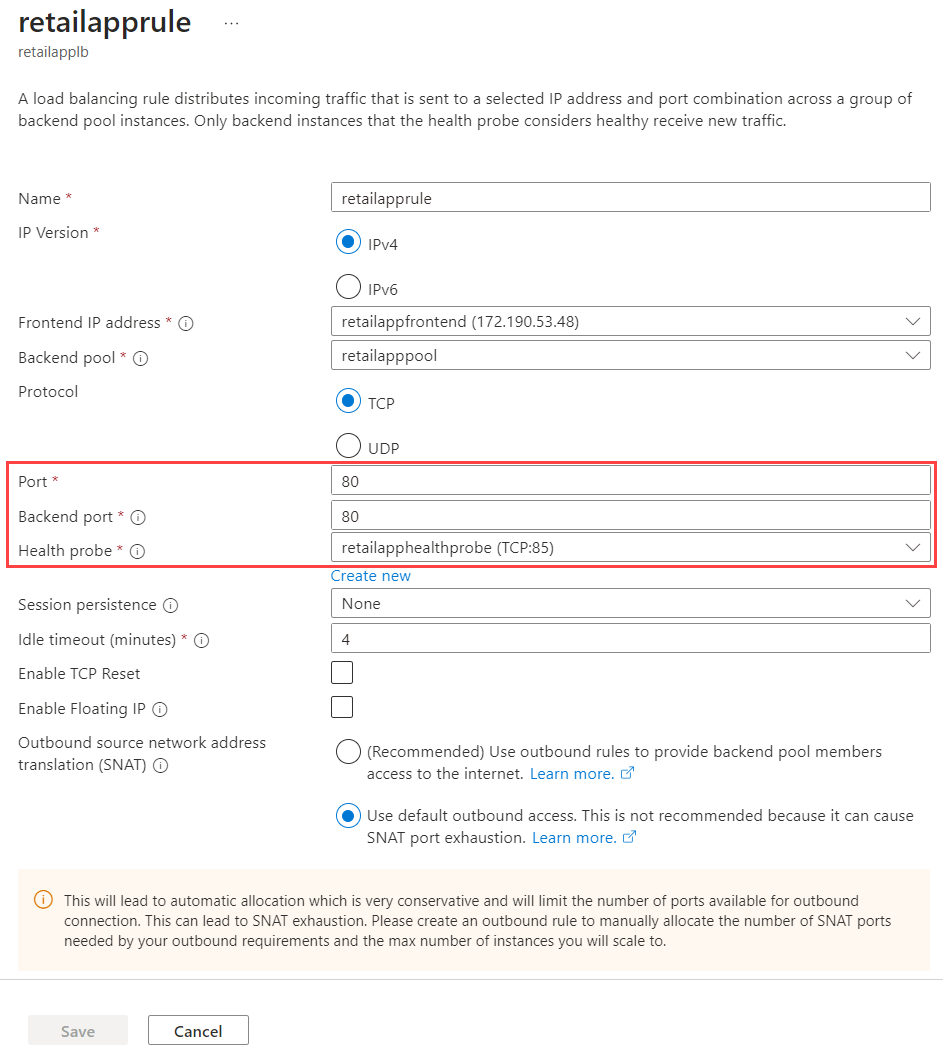 retailapprule ...
retailapplb
A load balancing rule distributes incoming traffic that is sent to a selected IP address and port combination across a group of
backend pool instances. Only backend instances that the health probe considers healthy receive new traffic.
Name *
retailapprule
IP Version *
IPv4
IPv6
Frontend IP address *
retailappfrontend (172.190.53.48)
Backend pool *
retailapppool
Protocol
TCP
UDP
Port *
80
Backend port *
80
Health probe *
retailapphealthprobe (TCP:85)
Create new
Session persistence
None
Idle timeout (minutes) *
4
Enable TCP Reset
Enable Floating IP
Outbound source network address
translation (SNAT)
(Recommended) Use outbound rules to provide backend pool members
access to the internet. Learn more.
Use default outbound access. This is not recommended because it can cause
SNAT port exhaustion. Learn more.
This will lead to automatic allocation which is very conservative and will limit the number of ports available for outbound
connection. This can lead to SNAT exhaustion. Please create an outbound rule to manually allocate the number of SNAT ports
needed by your outbound requirements and the max number of instances you will scale to.
Save
Cancel